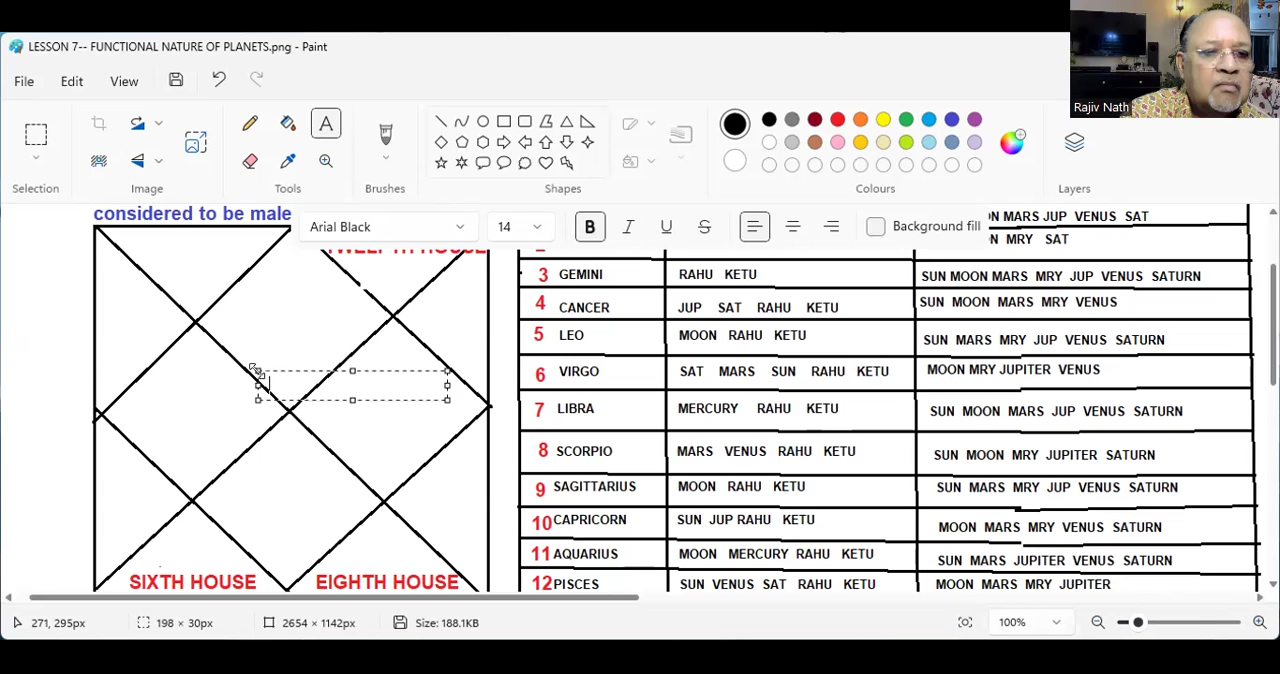 LESSON 7-- FUNCTIONAL NATURE OF PLANETS.png - Paint
Rajiv Nath
File Edit View
Selection Image Tools Brushes Shapes Colours Layers
considered to be male
Arial Black 14 B I U S Background fill
MARS JUP VENUS SAT
MRY SAT
3 GEMINI RAHU KETU SUN MOON MARS MRY JUP VENUS SATURN
4 CANCER JUP SAT RAHU KETU SUN MOON MARS MRY VENUS
5 LEO MOON RAHU KETU SUN MARS MRY JUP VENUS SATURN
6 VIRGO SAT MARS SUN RAHU KETU MOON MRY JUPITER VENUS
7 LIBRA MERCURY RAHU KETU SUN MOON MARS JUP VENUS SATURN
8 SCORPIO MARS VENUS RAHU KETU SUN MOON MRY JUPITER SATURN
9 SAGITTARIUS MOON RAHU KETU SUN MARS MRY JUP VENUS SATURN
10 CAPRICORN SUN JUP RAHU KETU MOON MARS MRY VENUS SATURN
11 AQUARIUS MOON MERCURY RAHU KETU SUN MARS JUPITER VENUS SATURN
12 PISCES SUN VENUS SAT RAHU KETU MOON MARS MRY JUPITER
SIXTH HOUSE EIGHTH HOUSE
271, 295px 198 × 30px 2654 × 1142px Size: 188.1KB 100%